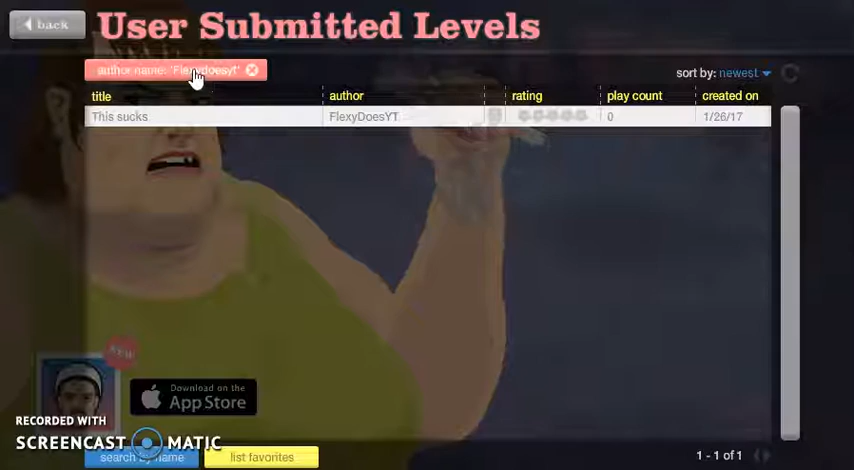 back
User Submitted Levels
author name: 'Flexydoesyt'
sort by: newest
title author rating play count created on
This sucks FlexyDoesYT 0 1/26/17
NEW
Download on the
App Store
RECORDED WITH
SCREENCAST MATIC
search by name list favorites 1 - 1 of 1